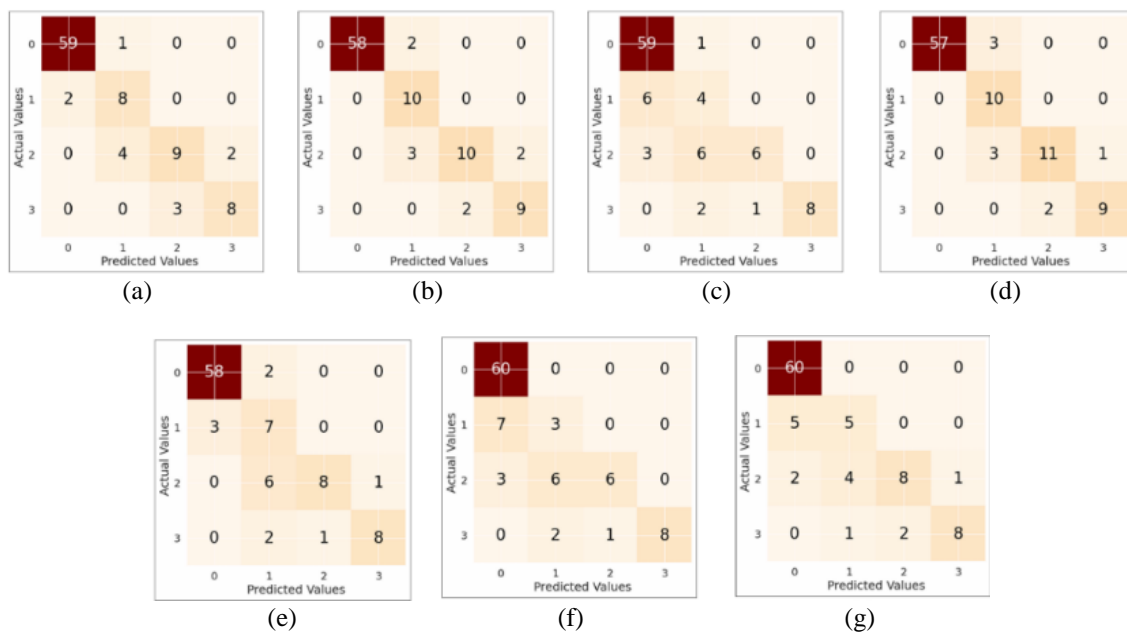 0 59 1 0 0
1 2 8 0 0
2 0 4 9 2
3 0 0 3 8
0 1 2 3
Predicted Values
Actual Values
(a)
0 58 2 0 0
1 0 10 0 0
2 0 3 10 2
3 0 0 2 9
0 1 2 3
Predicted Values
Actual Values
(b)
0 59 1 0 0
1 6 4 0 0
2 3 6 6 0
3 0 2 1 8
0 1 2 3
Predicted Values
Actual Values
(c)
0 57 3 0 0
1 0 10 0 0
2 0 3 11 1
3 0 0 2 9
0 1 2 3
Predicted Values
Actual Values
(d)
0 58 2 0 0
1 3 7 0 0
2 0 6 8 1
3 0 2 1 8
0 1 2 3
Predicted Values
Actual Values
(e)
0 60 0 0 0
1 7 3 0 0
2 3 6 6 0
3 0 2 1 8
0 1 2 3
Predicted Values
Actual Values
(f)
0 60 0 0 0
1 5 5 0 0
2 2 4 8 1
3 0 1 2 8
0 1 2 3
Predicted Values
Actual Values
(g)